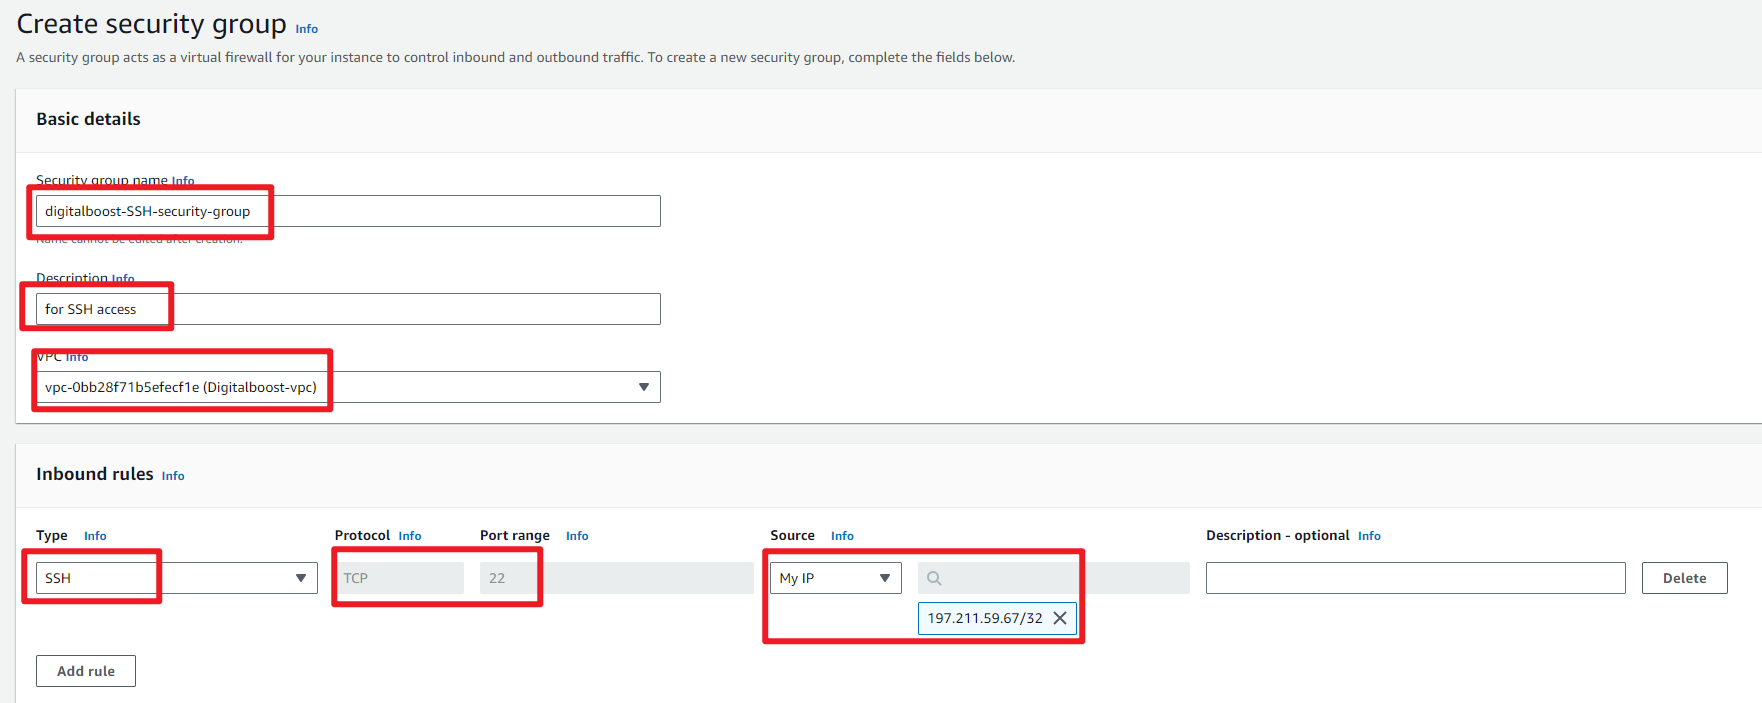 Create security group Info
A security group acts as a virtual firewall for your instance to control inbound and outbound traffic. To create a new security group, complete the fields below.
Basic details
Security group name Info
digitalboost-SSH-security-group
Name cannot be edited after creation.
Description Info
for SSH access
VPC Info
vpc-0bb28f71b5efecf1e (Digitalboost-vpc)
Inbound rules Info
Type Info Protocol Info Port range Info Source Info Description - optional Info
SSH TCP 22 My IP Delete
197.211.59.67/32
Add rule